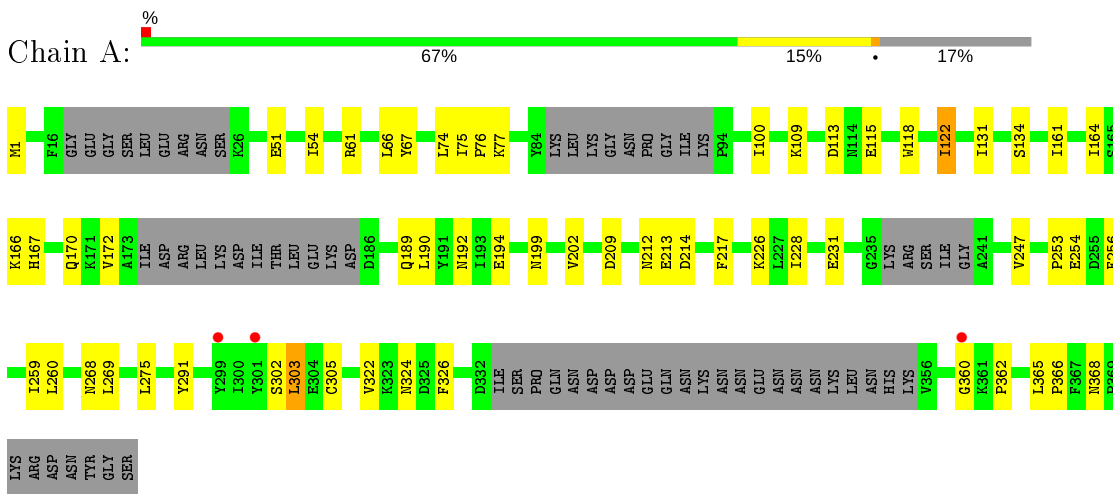 %
Chain A:
67% 15% • 17%
M1 F16 GLY GLU GLY SER LEU GLU ARG ASN SER K26 E51 I54 R61 L66 Y67 L74 I75 P76 K77 Y84 LYS LEU LYS GLY ASN PRO GLY ILE LYS P94 I100 K109 D113 N114 E115 W118 I122 I131 S134 I161 I164 S165
K166 H167 Q170 K171 V172 A173 ILE ASP ARG LEU LYS ASP ILE THR LEU GLU LYS ASP D186 Q189 L190 Y191 N192 I193 E194 N199 V202 D209 N212 E213 D214 F217 K226 L227 I228 E231 G235 LYS ARG SER ILE GLY A241 V247 P253 E254 D255 E256
I259 L260 N268 L269 L275 Y291 Y299 I300 Y301 S302 L303 E304 C305 V322 K323 N324 D325 F326 D332 ILE SER PRO GLN ASN ASP ASP ASP GLU GLN ASN LYS ASN ASN GLU ASN ASN ASN LYS LEU ASN HIS LYS V356 G360 K361 P362 L365 P366 F367 N368
LYS ARG ASP ASN TYR GLY SER